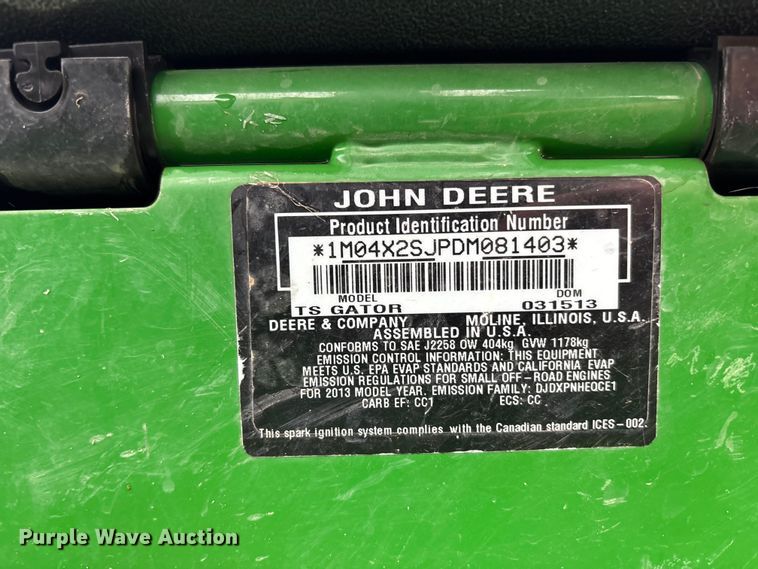 JOHN DEERE
Product Identification Number
*1M04X2SJPDM081403*
MODEL DOM
TS GATOR 031513
DEERE & COMPANY MOLINE, ILLINOIS, U.S.A.
ASSEMBLED IN U.S.A.
CONFORMS TO SAE J2258 OW 404kg GVW 1178kg
EMISSION CONTROL INFORMATION: THIS EQUIPMENT
MEETS U.S. EPA EVAP STANDARDS AND CALIFORNIA EVAP
EMISSION REGULATIONS FOR SMALL OFF-ROAD ENGINES
FOR 2013 MODEL YEAR. EMISSION FAMILY: DJDXPNHEQCE1
CARB EF: CC1 ECS: CC
This spark ignition system complies with the Canadian standard ICES-002.
Purple Wave Auction